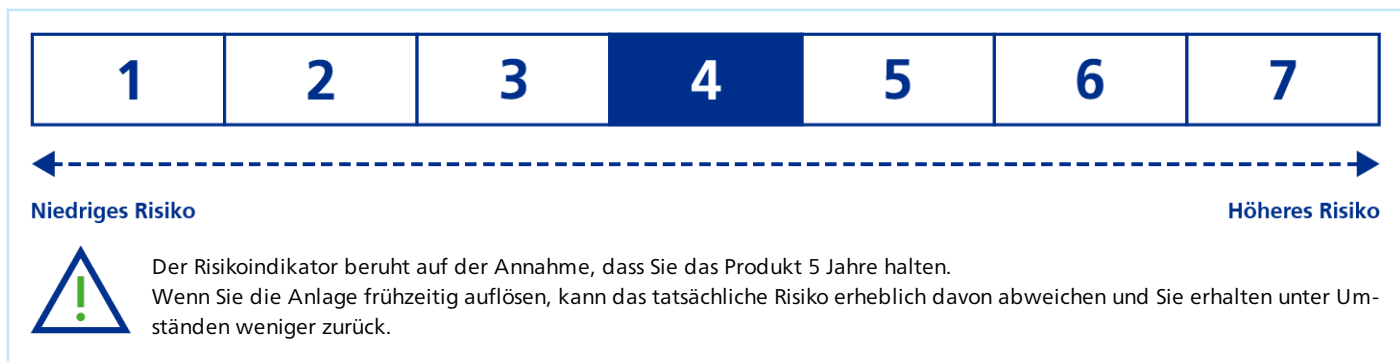 1 2 3 4 5 6 7
Niedriges Risiko Höheres Risiko
Der Risikoindikator beruht auf der Annahme, dass Sie das Produkt 5 Jahre halten.
Wenn Sie die Anlage frühzeitig auflösen, kann das tatsächliche Risiko erheblich davon abweichen und Sie erhalten unter Um-
ständen weniger zurück.